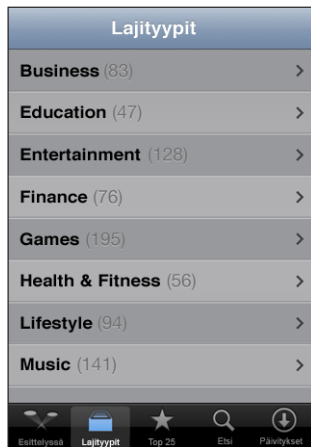 Lajityypit
Business (83)
Education (47)
Entertainment (128)
Finance (76)
Games (195)
Health & Fitness (56)
Lifestyle (94)
Music (141)
Esittelyssä Lajityypit Top 25 Etsi Päivitykset